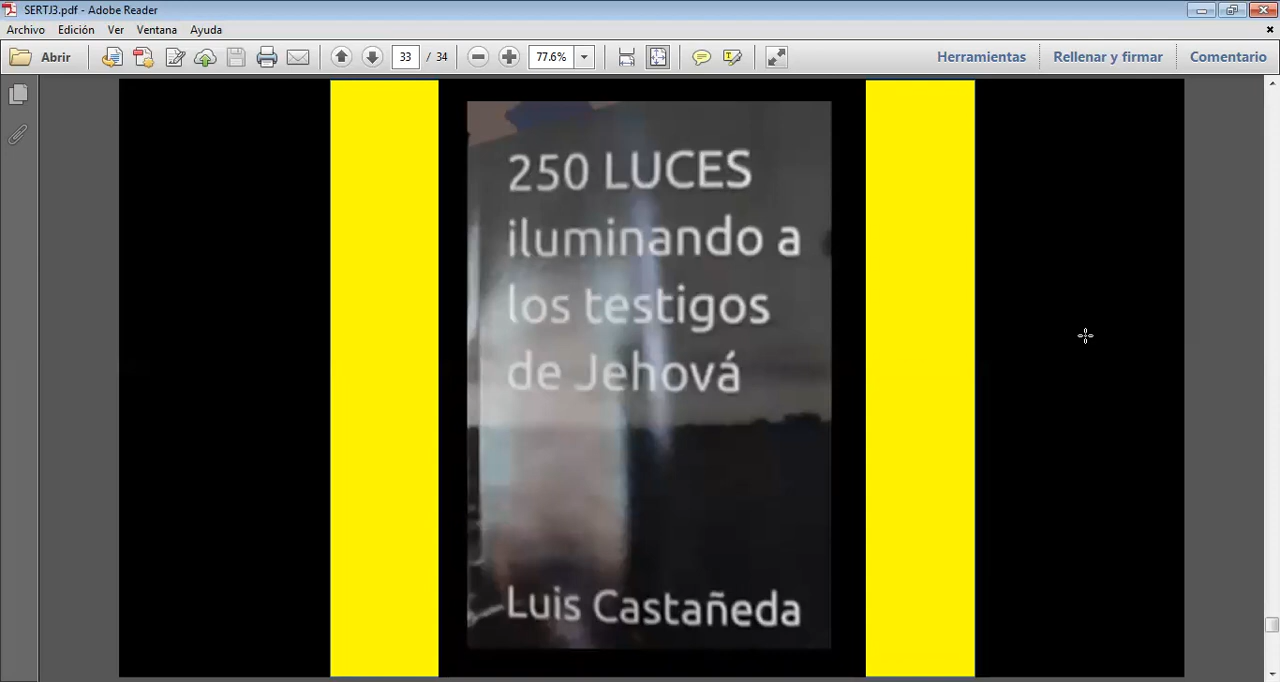 SERTJ3.pdf - Adobe Reader
Archivo Edición Ver Ventana Ayuda
Abrir 33 / 34 77.6% Herramientas Rellenar y firmar Comentario
250 LUCES
iluminando a
los testigos
de Jehová
Luis Castañeda